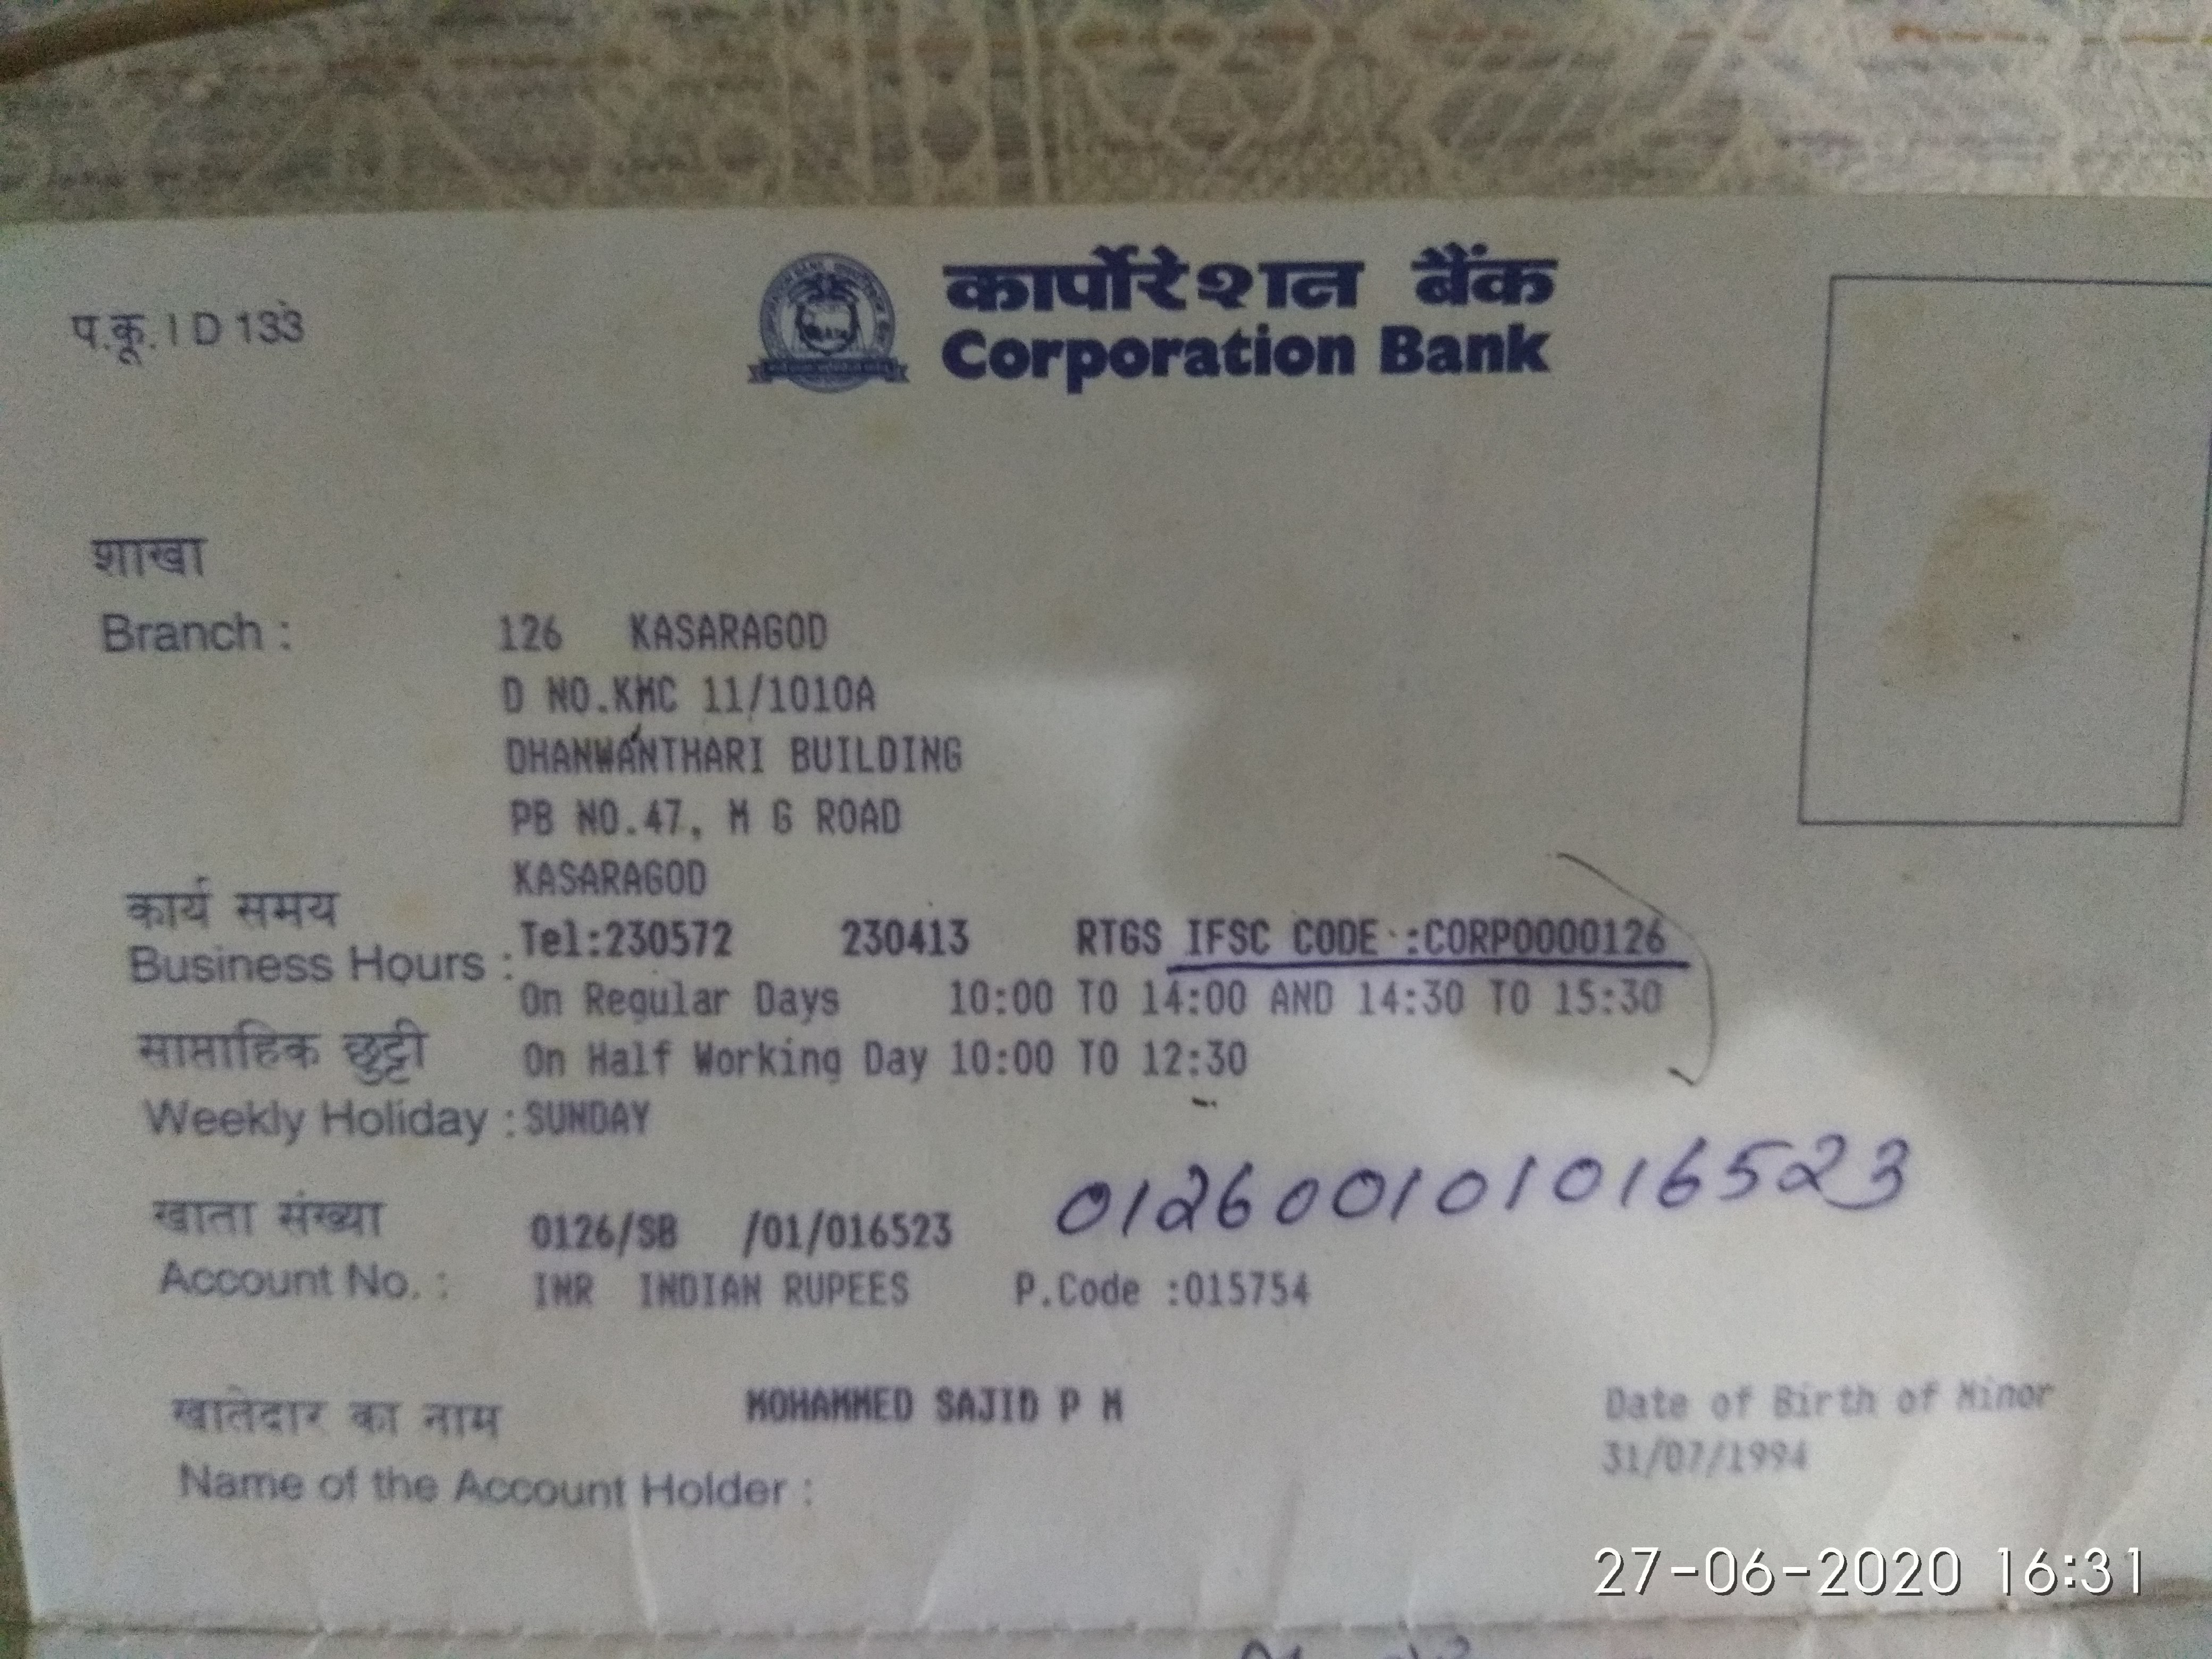 कार्पोरेशन बैंक
Corporation Bank
प.कू. I D 133
शाखा
Branch : 126 KASARAGOD
D NO.KMC 11/1010A
DHANWANTHARI BUILDING
PB NO.47, M G ROAD
KASARAGOD
कार्य समय
Tel:230572 230413 RTGS IFSC CODE :CORP0000126
Business Hours :
On Regular Days 10:00 TO 14:00 AND 14:30 TO 15:30
साप्ताहिक छुट्टी
On Half Working Day 10:00 TO 12:30
Weekly Holiday : SUNDAY
012600101016523
खाता संख्या
0126/SB /01/016523
Account No. : INR INDIAN RUPEES P.Code :015754
खातेदार का नाम MOHAMMED SAJID P M
Date of Birth of Minor
31/07/1994
Name of the Account Holder :
27-06-2020 16:31